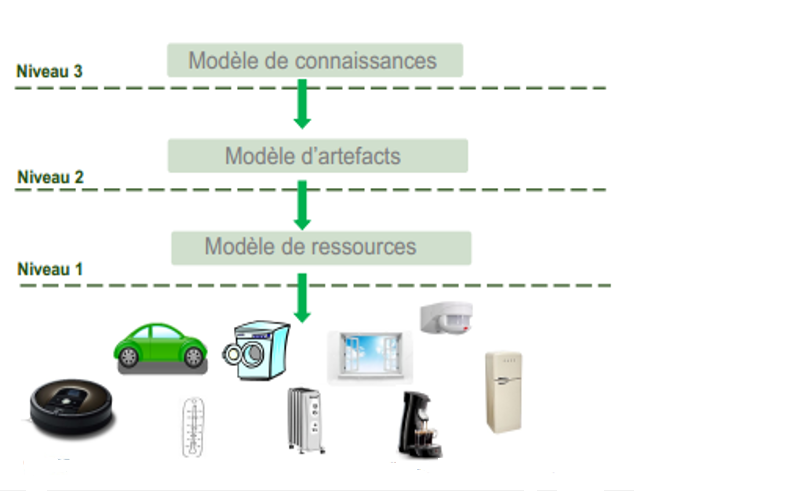 Modèle de connaissances
Niveau 3
Modèle d'artefacts
Niveau 2
Modèle de ressources
Niveau 1